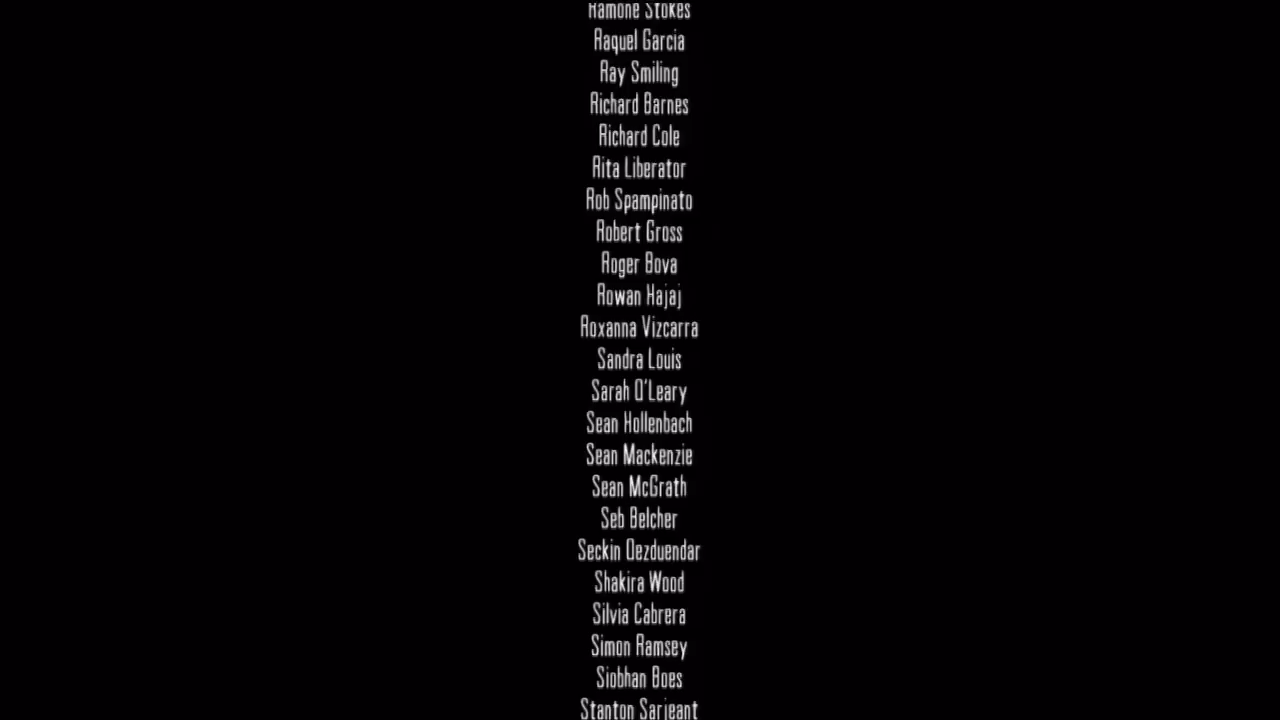 Ramone Stokes
Raquel Garcia
Ray Smiling
Richard Barnes
Richard Cole
Rita Liberator
Rob Spampinato
Robert Gross
Roger Bova
Rowan Hajaj
Roxanna Vizcarra
Sandra Louis
Sarah O'Leary
Sean Hollenbach
Sean Mackenzie
Sean McGrath
Seb Belcher
Seckin Oezduendar
Shakira Wood
Silvia Cabrera
Simon Ramsey
Siobhan Boes
Stanton Sarjeant